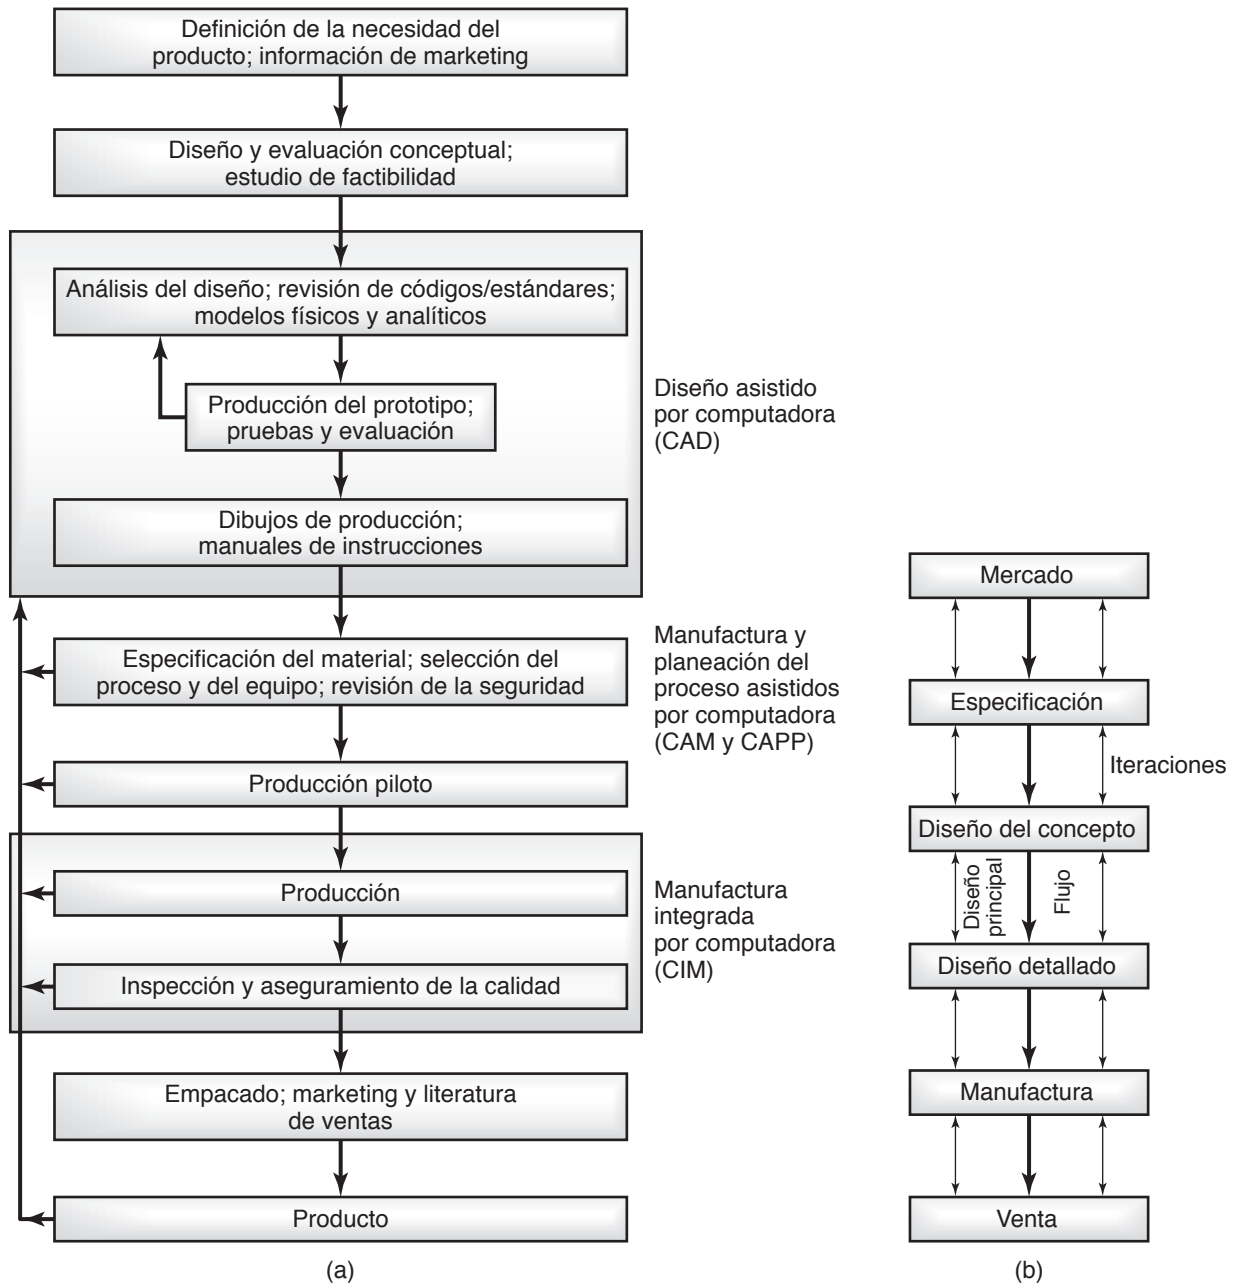 Definición de la necesidad del
producto; información de marketing
Diseño y evaluación conceptual;
estudio de factibilidad
Análisis del diseño; revisión de códigos/estándares;
modelos físicos y analíticos
Producción del prototipo;
pruebas y evaluación
Dibujos de producción;
manuales de instrucciones
Diseño asistido
por computadora
(CAD)
Especificación del material; selección del
proceso y del equipo; revisión de la seguridad
Manufactura y
planeación del
proceso asistidos
por computadora
(CAM y CAPP)
Producción piloto
Producción
Inspección y aseguramiento de la calidad
Manufactura
integrada
por computadora
(CIM)
Empacado; marketing y literatura
de ventas
Producto
(a)
Mercado
Especificación
Iteraciones
Diseño del concepto
Diseño
principal
Flujo
Diseño detallado
Manufactura
Venta
(b)